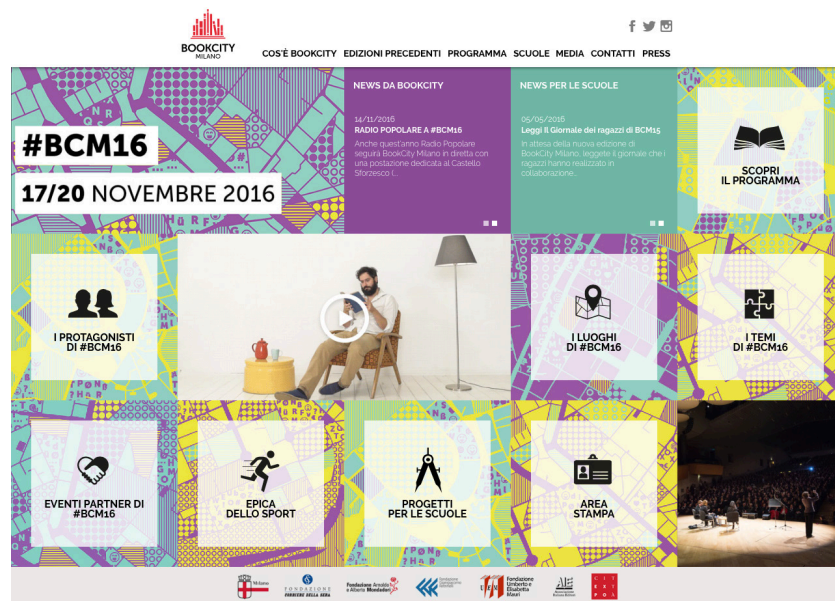 BOOKCITY
MILANO
COS'È BOOKCITY EDIZIONI PRECEDENTI PROGRAMMA SCUOLE MEDIA CONTATTI PRESS
#BCM16
17/20 NOVEMBRE 2016
NEWS DA BOOKCITY
14/11/2016
RADIO POPOLARE A #BCM16
Anche quest'anno Radio Popolare
seguirà BookCity Milano in diretta con
una postazione dedicata al Castello
Sforzesco (...
NEWS PER LE SCUOLE
05/05/2016
Leggi Il Giornale dei ragazzi di BCM15
In attesa della nuova edizione di
BookCity Milano, leggete il giornale che i
ragazzi hanno realizzato in
collaborazione...
SCOPRI
IL PROGRAMMA
I PROTAGONISTI
DI #BCM16
I LUOGHI
DI #BCM16
I TEMI
DI #BCM16
EVENTI PARTNER DI
#BCM16
EPICA
DELLO SPORT
PROGETTI
PER LE SCUOLE
AREA
STAMPA
Milano
FONDAZIONE
CORRIERE DELLA SERA
Fondazione Arnoldo
e Alberto Mondadori
Fondazione
Umberto e
Elisabetta
Mauri
AIE